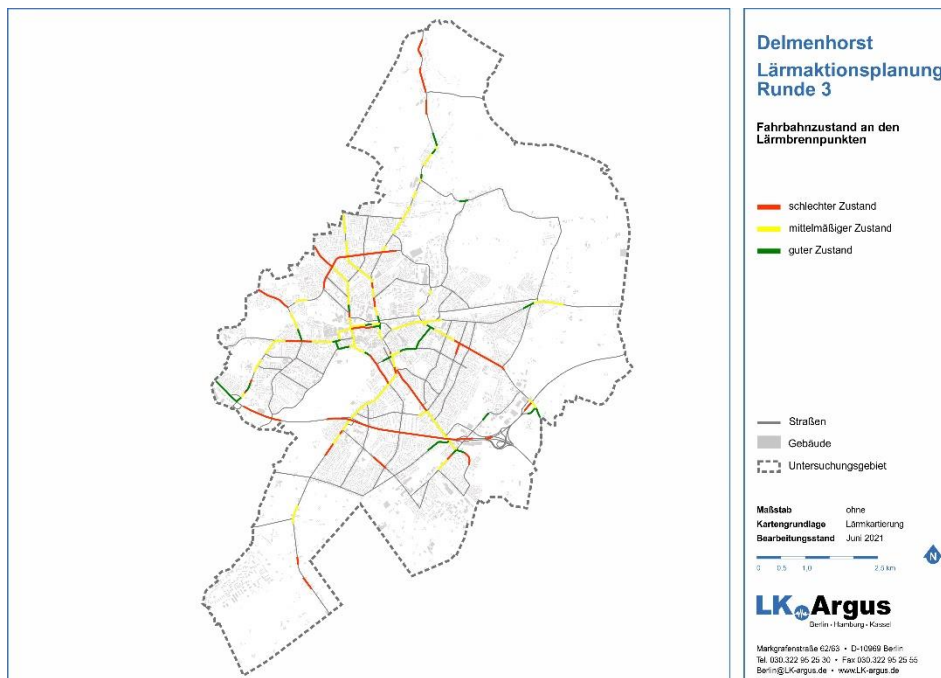 Delmenhorst
Lärmaktionsplanung
Runde 3
Fahrbahnzustand an den
Lärmbrennpunkten
schlechter Zustand
mittelmäßiger Zustand
guter Zustand
Straßen
Gebäude
Untersuchungsgebiet
Maßstab ohne
Kartengrundlage Lärmkartierung
Bearbeitungsstand Juni 2021
N
0 0,5 1,0 2,0 km
LK Argus
Berlin • Hamburg • Kassel
Markgrafenstraße 62/63 • D-10969 Berlin
Tel. 030.322 95 25 30 • Fax 030.322 95 25 55
Berlin@LK-argus.de • www.LK-argus.de